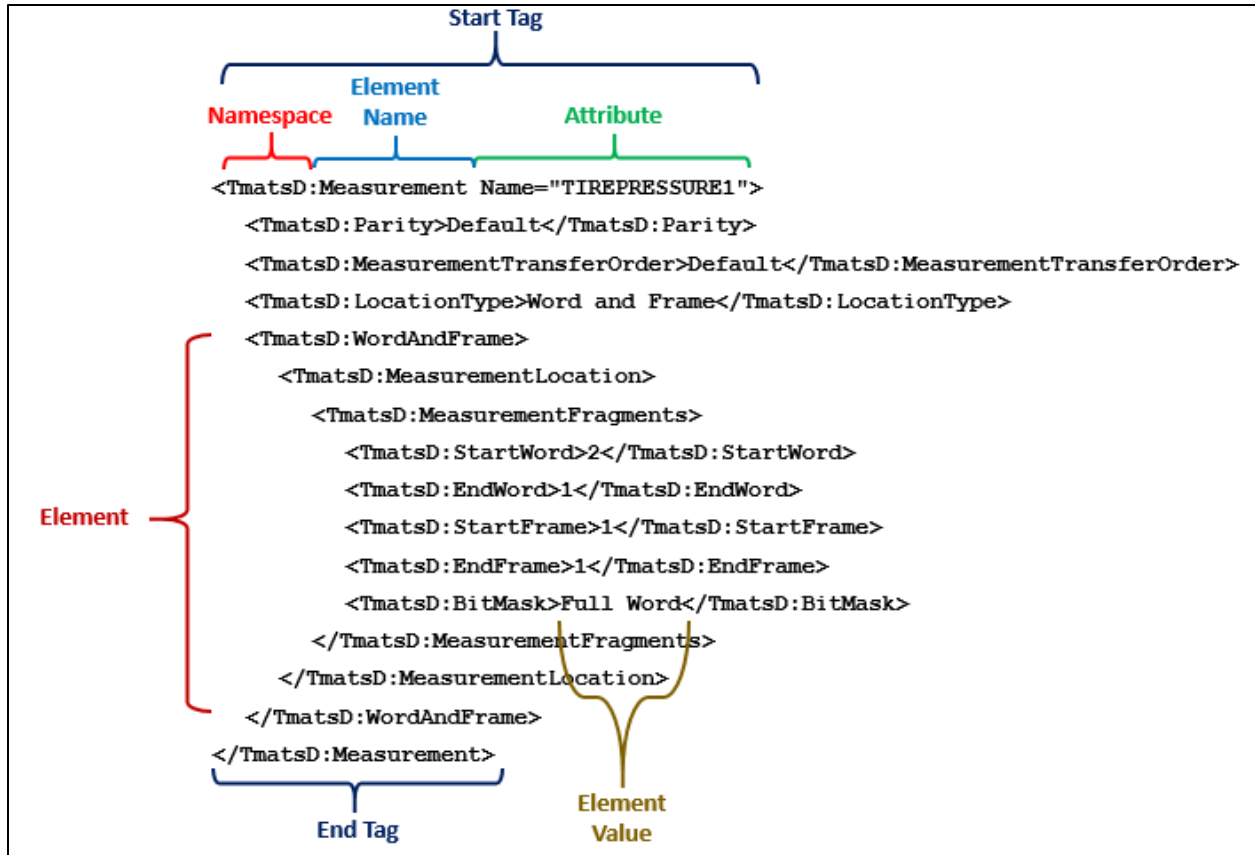 Start Tag
Element
Name
Namespace
Attribute
<TmatsD:Measurement Name="TIREPRESSURE1">
<TmatsD:Parity>Default</TmatsD:Parity>
<TmatsD:MeasurementTransferOrder>Default</TmatsD:MeasurementTransferOrder>
<TmatsD:LocationType>Word and Frame</TmatsD:LocationType>
<TmatsD:WordAndFrame>
<TmatsD:MeasurementLocation>
<TmatsD:MeasurementFragments>
<TmatsD:StartWord>2</TmatsD:StartWord>
<TmatsD:EndWord>1</TmatsD:EndWord>
Element
<TmatsD:StartFrame>1</TmatsD:StartFrame>
<TmatsD:EndFrame>1</TmatsD:EndFrame>
<TmatsD:BitMask>Full Word</TmatsD:BitMask>
</TmatsD:MeasurementFragments>
</TmatsD:MeasurementLocation>
</TmatsD:WordAndFrame>
</TmatsD:Measurement>
End Tag
Element
Value